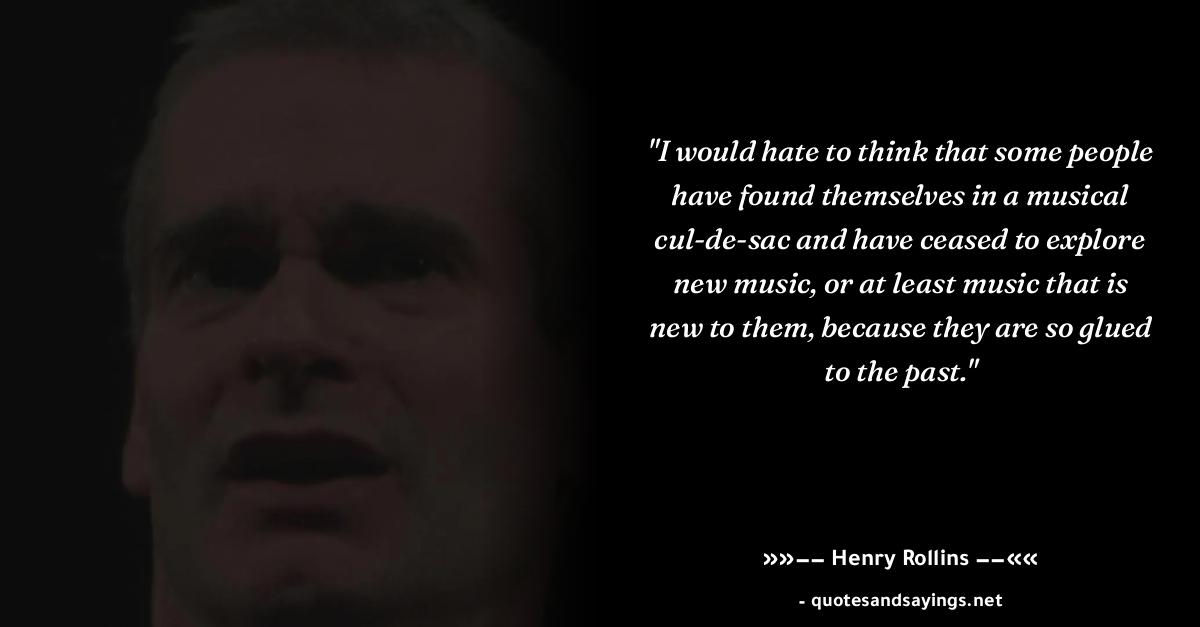 "I would hate to think that some people
have found themselves in a musical
cul-de-sac and have ceased to explore
new music, or at least music that is
new to them, because they are so glued
to the past."
»»–– Henry Rollins ––««
- quotesandsayings.net